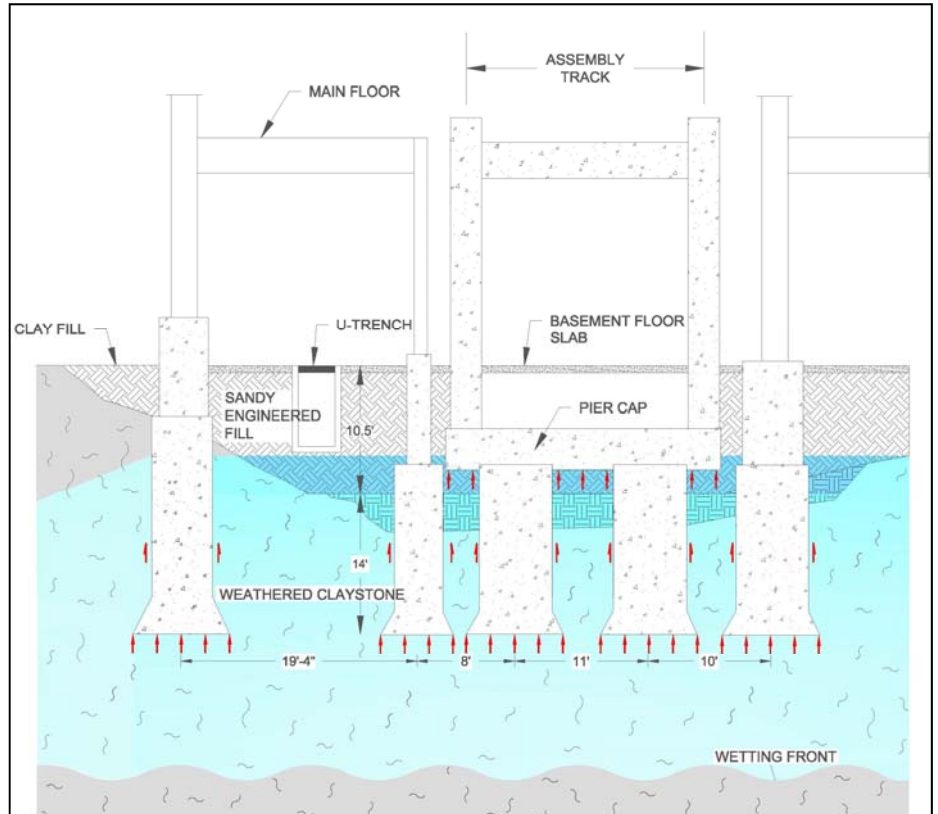 ASSEMBLY
TRACK
MAIN FLOOR
CLAY FILL
U-TRENCH
BASEMENT FLOOR
SLAB
SANDY
ENGINEERED
FILL
10.5'
PIER CAP
14'
WEATHERED CLAYSTONE
19'-4"
8'
11'
10'
WETTING FRONT